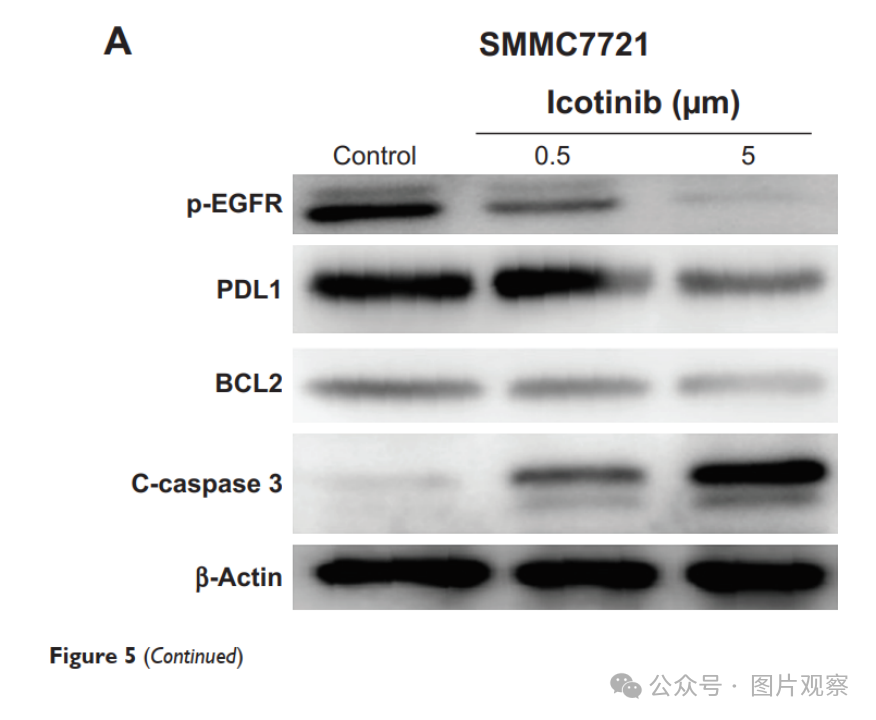 A
SMMC7721
Icotinib (µm)
Control 0.5 5
p-EGFR
PDL1
BCL2
C-caspase 3
β-Actin
Figure 5 (Continued)
公众号 · 图片观察